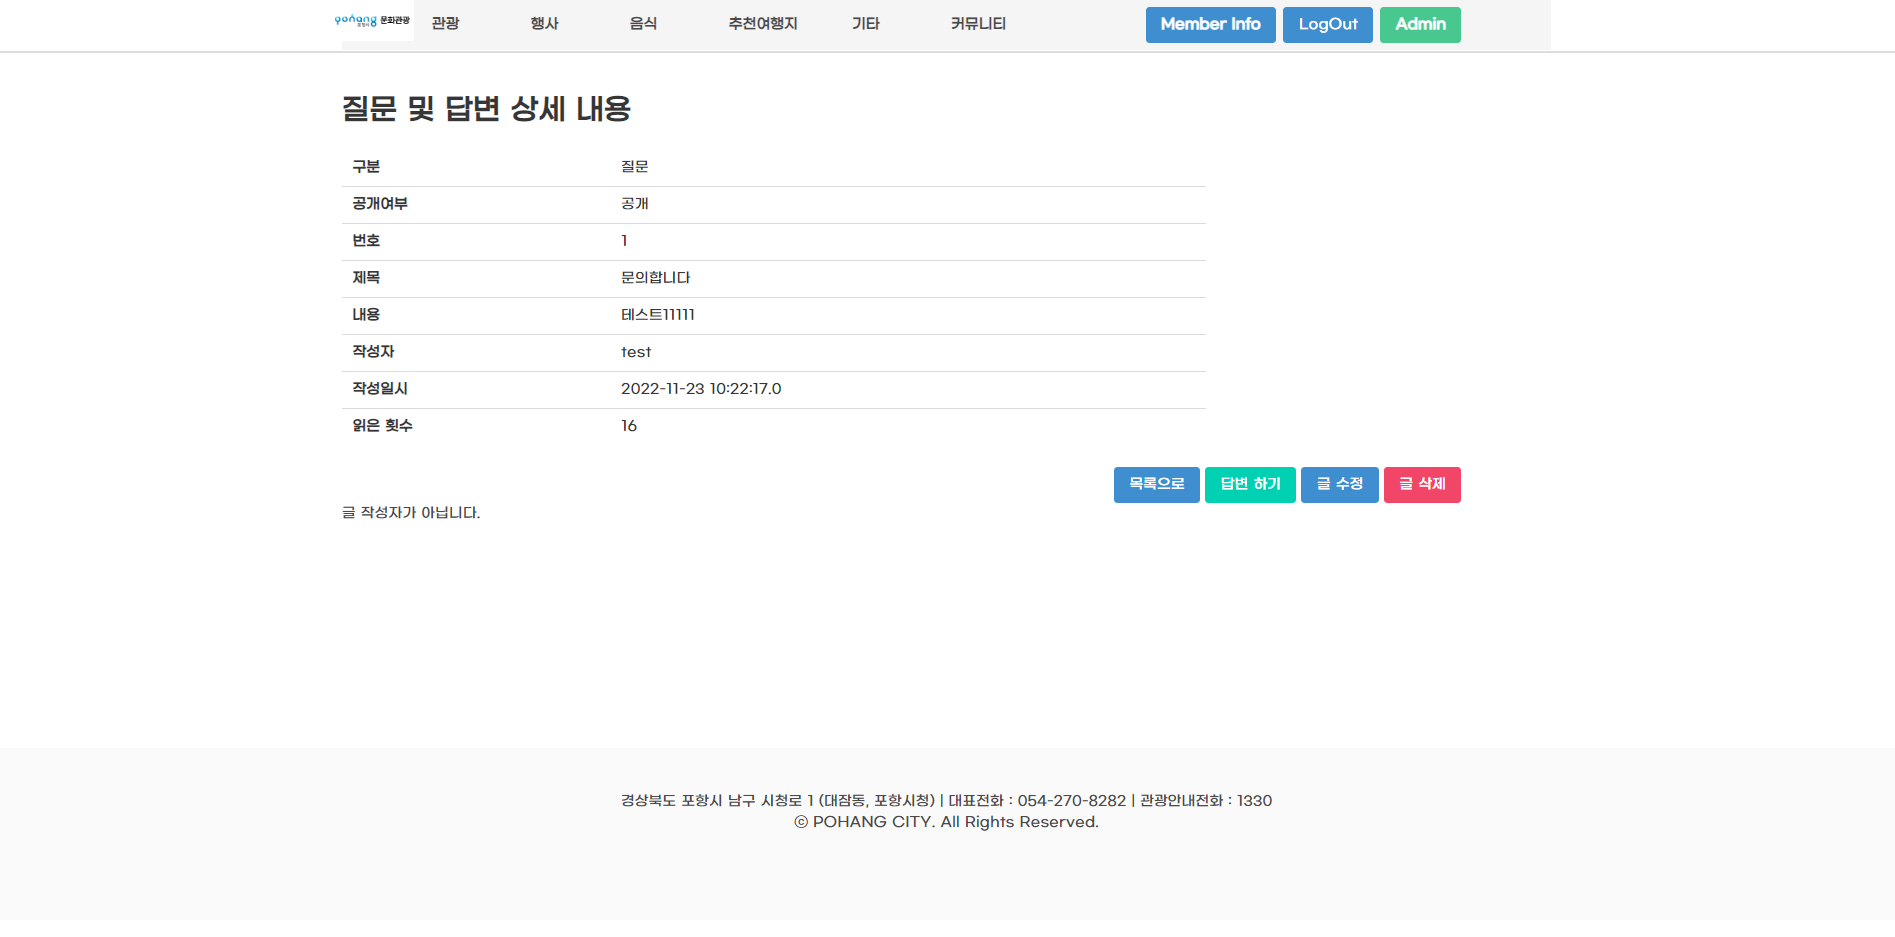 pohang 포항시 문화관광 관광 행사 음식 추천여행지 기타 커뮤니티 Member Info LogOut Admin
질문 및 답변 상세 내용
구분 질문
공개여부 공개
번호 1
제목 문의합니다
내용 테스트11111
작성자 test
작성일시 2022-11-23 10:22:17.0
읽은 횟수 16
목록으로 답변 하기 글 수정 글 삭제
글 작성자가 아닙니다.
경상북도 포항시 남구 시청로 1 (대잠동, 포항시청) | 대표전화 : 054-270-8282 | 관광안내전화 : 1330
ⓒ POHANG CITY. All Rights Reserved.